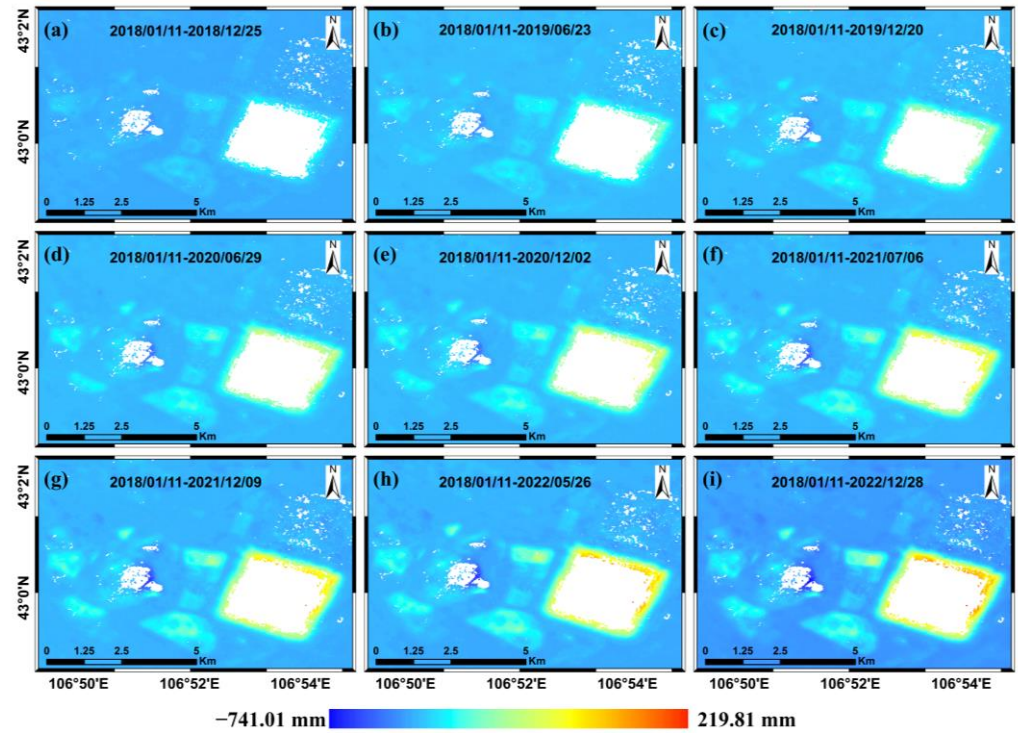 (a) 2018/01/11-2018/12/25 N
43°2'N
43°0'N
0 1.25 2.5 5
Km
(b) 2018/01/11-2019/06/23 N
0 1.25 2.5 5
Km
(c) 2018/01/11-2019/12/20 N
0 1.25 2.5 5
Km
(d) 2018/01/11-2020/06/29 N
43°2'N
43°0'N
0 1.25 2.5 5
Km
(e) 2018/01/11-2020/12/02 N
0 1.25 2.5 5
Km
(f) 2018/01/11-2021/07/06 N
0 1.25 2.5 5
Km
(g) 2018/01/11-2021/12/09 N
43°2'N
43°0'N
0 1.25 2.5 5
Km
(h) 2018/01/11-2022/05/26 N
0 1.25 2.5 5
Km
(i) 2018/01/11-2022/12/28 N
0 1.25 2.5 5
Km
106°50'E 106°52'E 106°54'E 106°50'E 106°52'E 106°54'E 106°50'E 106°52'E 106°54'E
−741.01 mm 219.81 mm